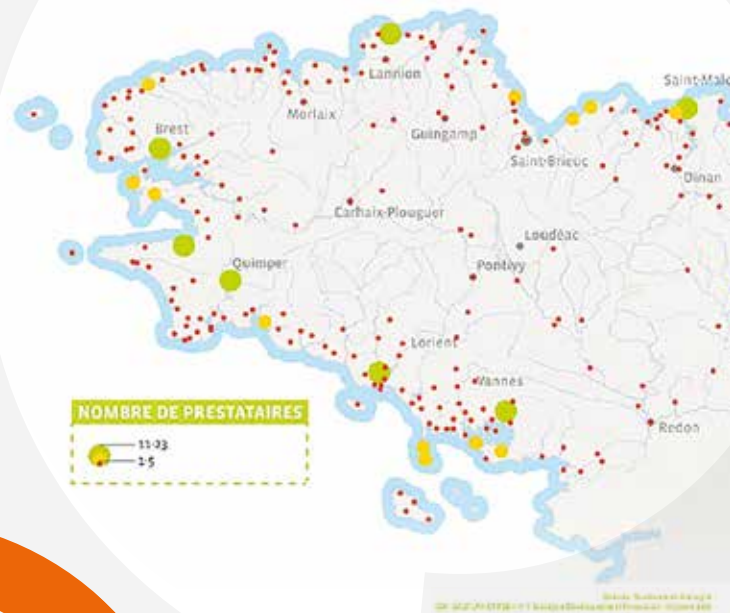 Lannion
Saint-Malo
Morlaix
Guingamp
Brest
Saint-Brieuc
Dinan
Carhaix-Plouguer
Loudéac
Quimper
Pontivy
Lorient
Vannes
NOMBRE DE PRESTATAIRES
11-23
1-5
Redon